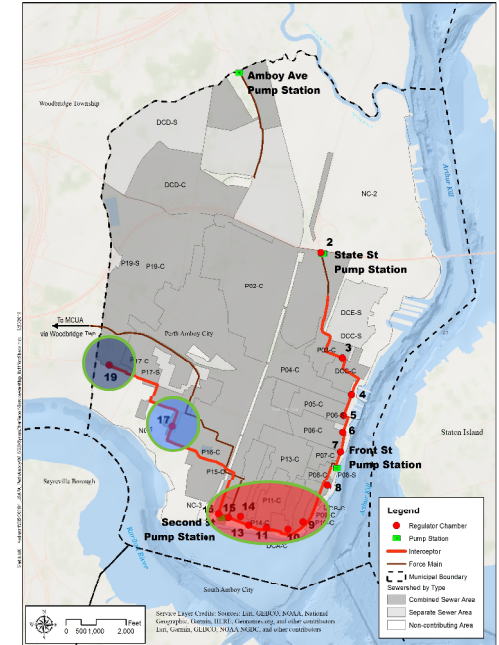 Amboy Ave
Pump Station
Woodbridge Township
DCD-S
DCD-C
NC-2
Arthur Kill
2
State St
Pump Station
P19-S
P19-C
P02-C
DCE-S
DCC-S
To MCUA
via Woodbridge Twp
Perth Amboy City
3
P17-C
P17-S
19
P04-C
4
P05-C
5
17
6
Staten Island
P16-C
P13-C
7
P07-C
Front St
Pump Station
P15-C
P08-C
P08-S
Sayreville Borough
8
NC-3
P11-C
16
15
14
Second St
Pump Station
13
P14-C
11
10
9
Raritan River
South Amboy City
Legend
Regulator Chamber
Pump Station
Interceptor
Force Main
Municipal Boundary
Sewershed by Type
Combined Sewer Area
Separate Sewer Area
Non-contributing Area
0 500 1,000 2,000
Feet
Service Layer Credits: Sources: Esri, GEBCO, NOAA, National
Geographic, Garmin, HERE, Geonames.org, and other contributors
Esri, Garmin, GEBCO, NOAA NGDC, and other contributors